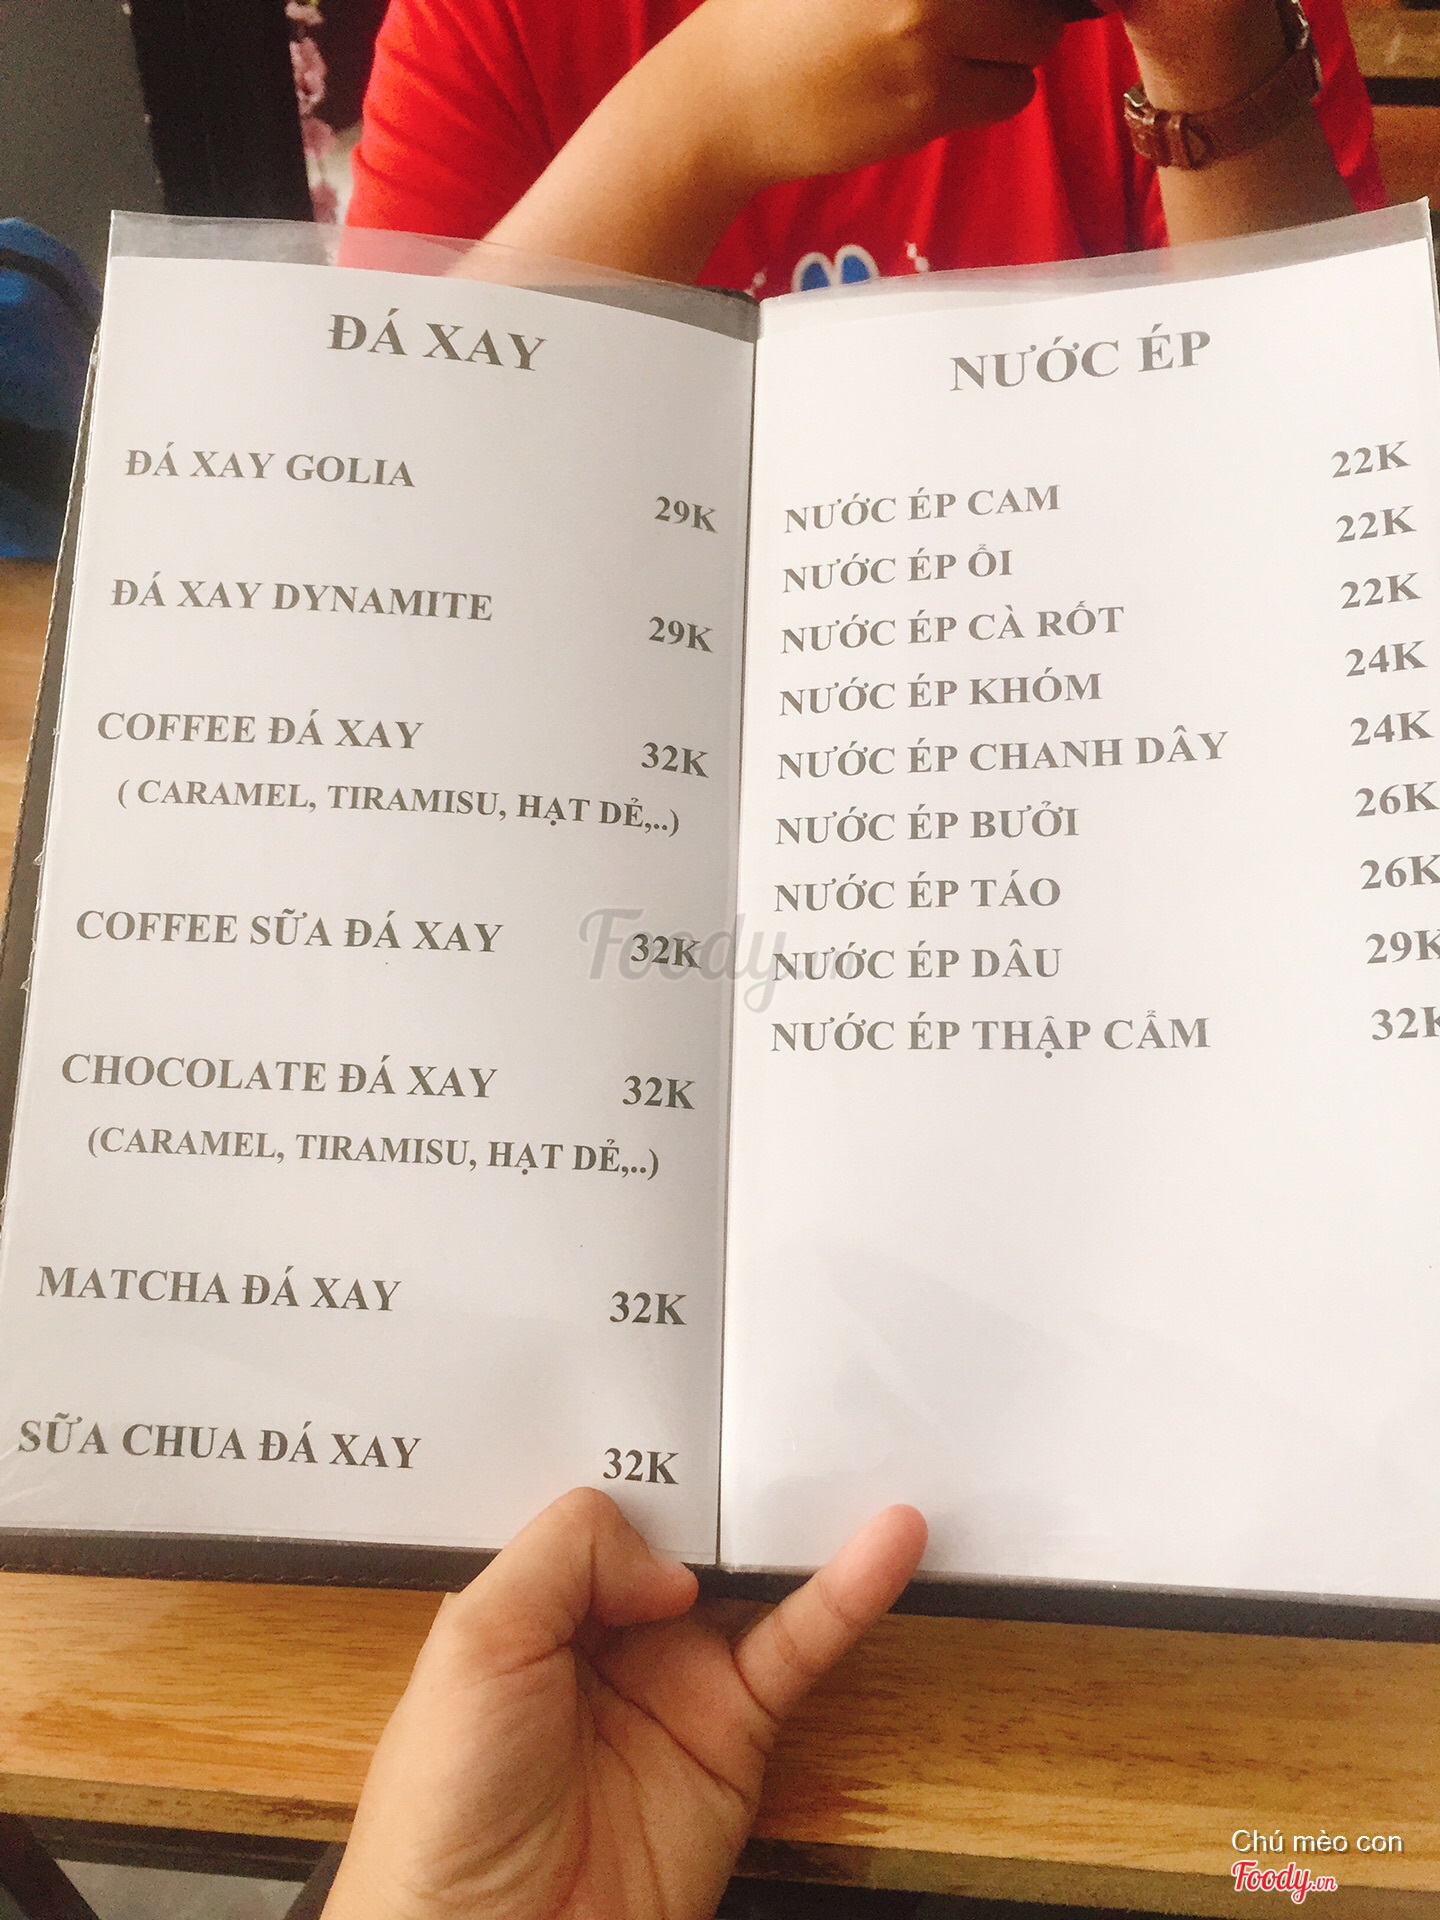 ĐÁ XAY
ĐÁ XAY GOLIA 29K
ĐÁ XAY DYNAMITE 29K
COFFEE ĐÁ XAY 32K
( CARAMEL, TIRAMISU, HẠT DẺ,..)
COFFEE SỮA ĐÁ XAY 32K
CHOCOLATE ĐÁ XAY 32K
(CARAMEL, TIRAMISU, HẠT DẺ,..)
MATCHA ĐÁ XAY 32K
SỮA CHUA ĐÁ XAY 32K
NƯỚC ÉP
NƯỚC ÉP CAM 22K
NƯỚC ÉP ỔI 22K
NƯỚC ÉP CÀ RỐT 22K
NƯỚC ÉP KHÓM 24K
NƯỚC ÉP CHANH DÂY 24K
NƯỚC ÉP BƯỞI 26K
NƯỚC ÉP TÁO 26K
NƯỚC ÉP DÂU 29K
NƯỚC ÉP THẬP CẨM 32K
Foody.vn
Chú mèo con
Foody.vn